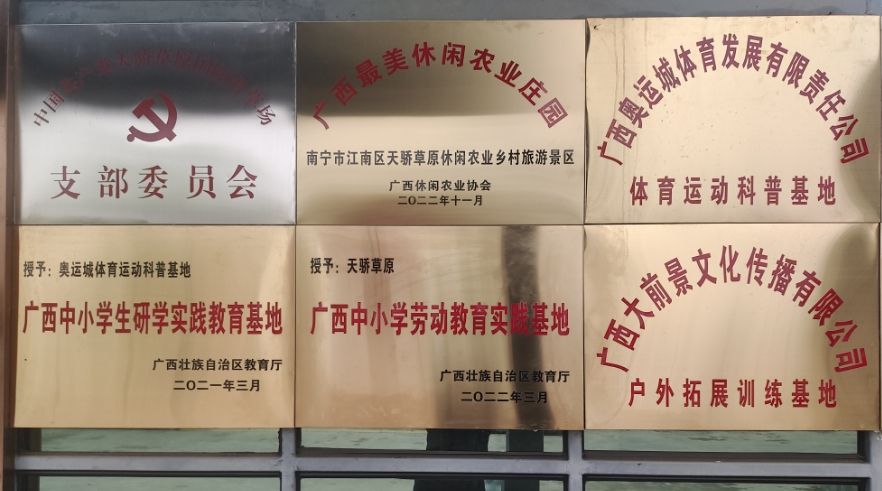 中国共产党天骄
场
支部委员会
广西最美休闲农业庄园
南宁市江南区天骄草原休闲农业乡村旅游景区
广西休闲农业协会
二〇二二年十一月
广西奥运城体育发展有限责任公司
体育运动科普基地
授予：奥运城体育运动科普基地
广西中小学生研学实践教育基地
广西壮族自治区教育厅
二〇二一年三月
授予：天骄草原
广西中小学劳动教育实践基地
广西壮族自治区教育厅
二〇二二年三月
广西大前景文化传播有限公司
户外拓展训练基地